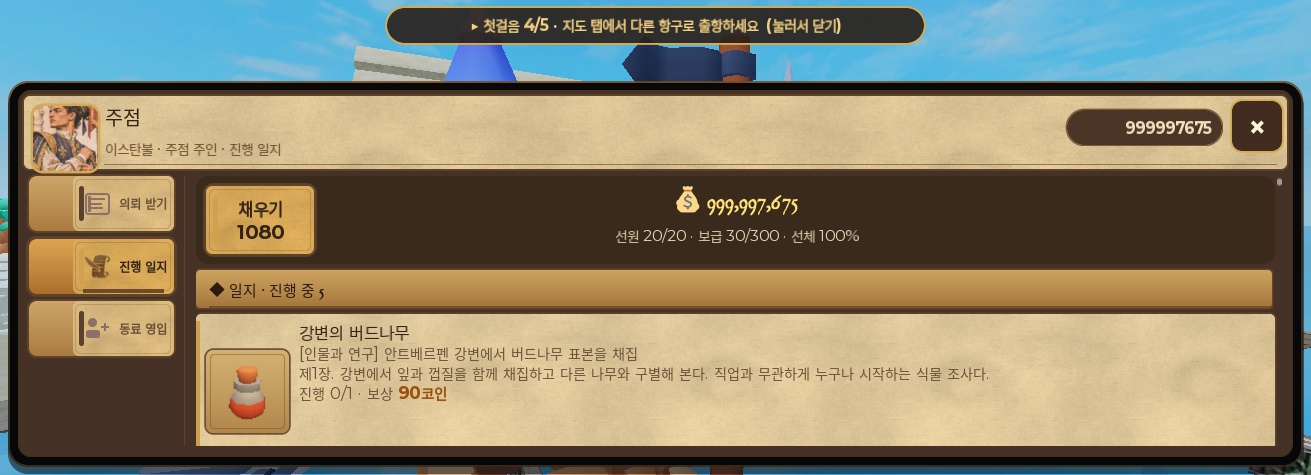 ▸ 첫걸음 4/5 · 지도 탭에서 다른 항구로 출항하세요 (눌러서 닫기)
주점
이스탄불 · 주점 주인 · 진행 일지
999997675
×
의뢰 받기
진행 일지
동료 영입
채우기
1080
999,997,675
선원 20/20 · 보급 30/300 · 선체 100%
◆ 일지 · 진행 중 5
강변의 버드나무
[인물과 연구] 안트베르펜 강변에서 버드나무 표본을 채집
제1장. 강변에서 잎과 껍질을 함께 채집하고 다른 나무와 구별해 본다. 직업과 무관하게 누구나 시작하는 식물 조사다.
진행 0/1 · 보상 90코인